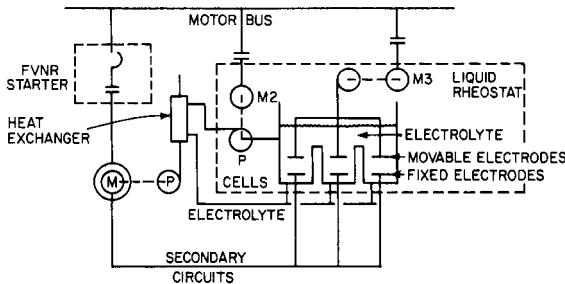 MOTOR BUS
FVNR
STARTER
M3
LIQUID
RHEOSTAT
M2
HEAT
EXCHANGER
ELECTROLYTE
P
MOVABLE ELECTRODES
CELLS
FIXED ELECTRODES
M
P
ELECTROLYTE
SECONDARY
CIRCUITS